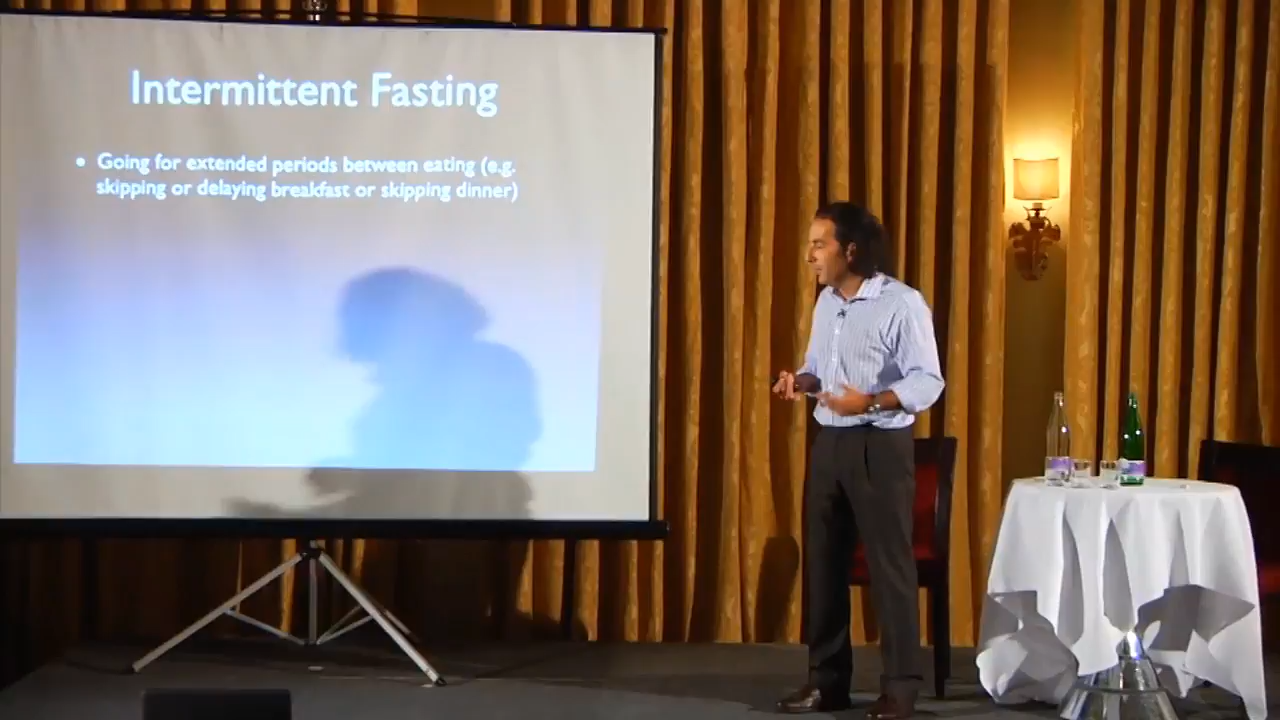 Intermittent Fasting
• Going for extended periods between eating (e.g.
skipping or delaying breakfast or skipping dinner)